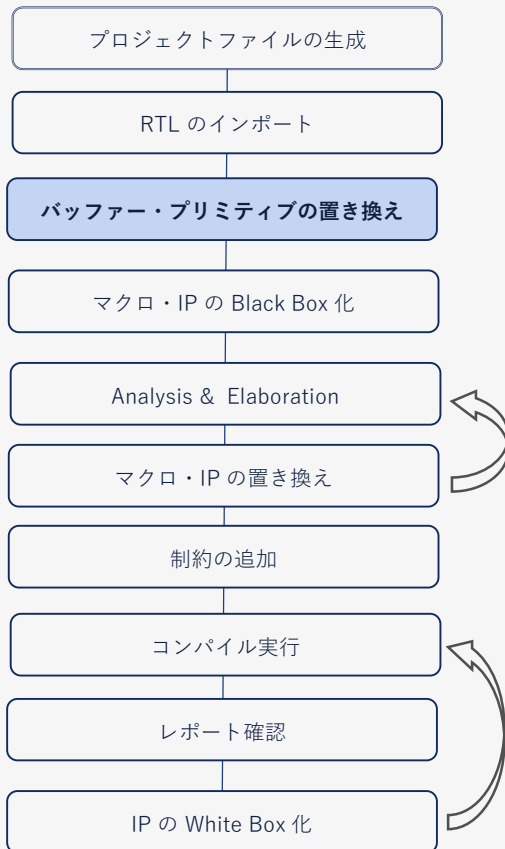 プロジェクトファイルの生成
RTL のインポート
バッファー・プリミティブの置き換え
マクロ・IP の Black Box 化
Analysis & Elaboration
マクロ・IP の置き換え
制約の追加
コンパイル実行
レポート確認
IP の White Box 化